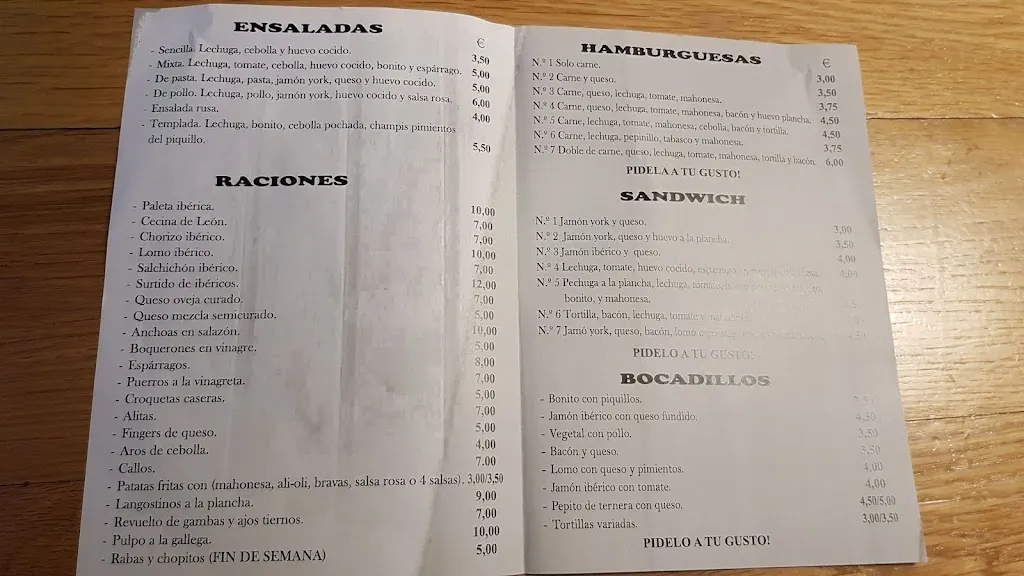 ENSALADAS
€
- Sencilla. Lechuga, cebolla y huevo cocido. 3,50
- Mixta. Lechuga, tomate, cebolla, huevo cocido, bonito y espárrago. 5,00
- De pasta. Lechuga, pasta, jamón york, queso y huevo cocido. 5,00
- De pollo. Lechuga, pollo, jamón york, huevo cocido y salsa rosa. 6,00
- Ensalada rusa. 4,00
- Templada. Lechuga, bonito, cebolla pochada, champis pimientos
del piquillo. 5,50
RACIONES
- Paleta ibérica. 10,00
- Cecina de León. 7,00
- Chorizo ibérico. 7,00
- Lomo ibérico. 10,00
- Salchichón ibérico. 7,00
- Surtido de ibéricos. 12,00
- Queso oveja curado. 7,00
- Queso mezcla semicurado. 5,00
- Anchoas en salazón. 10,00
- Boquerones en vinagre. 5,00
- Espárragos. 8,00
- Puerros a la vinagreta. 7,00
- Croquetas caseras. 5,00
- Alitas. 7,00
- Fingers de queso. 5,00
- Aros de cebolla. 4,00
- Callos. 7,00
- Patatas fritas con (mahonesa, ali-oli, bravas, salsa rosa o 4 salsas). 3,00/3,50
- Langostinos a la plancha. 9,00
- Revuelto de gambas y ajos tiernos. 7,00
- Pulpo a la gallega. 10,00
- Rabas y chopitos (FIN DE SEMANA) 5,00
HAMBURGUESAS
€
N.º 1 Solo carne. 3,00
N.º 2 Carne y queso. 3,50
N.º 3 Carne, queso, lechuga, tomate, mahonesa. 3,75
N.º 4 Carne, queso, lechuga, tomate, mahonesa, bacón y huevo plancha. 4,50
N.º 5 Carne, lechuga, tomate, mahonesa, cebolla, bacón y tortilla. 4,50
N.º 6 Carne, lechuga, pepinillo, tabasco y mahonesa. 3,75
N.º 7 Doble de carne, queso, lechuga, tomate, mahonesa, tortilla y bacón. 6,00
PIDELA A TU GUSTO!
SANDWICH
N.º 1 Jamón york y queso. 3,00
N.º 2 Jamón york, queso y huevo a la plancha. 3,50
N.º 3 Jamón ibérico y queso. 4,00
N.º 4 Lechuga, tomate, huevo cocido, espárrago 4,00
N.º 5 Pechuga a la plancha, lechuga, tomate,
bonito, y mahonesa.
N.º 6 Tortilla, bacón, lechuga, tomate y
N.º 7 Jamó york, queso, bacón, lomo
PIDELO A TU GUSTO!
BOCADILLOS
- Bonito con piquillos.
- Jamón ibérico con queso fundido. 4,50
- Vegetal con pollo. 3,50
- Bacón y queso. 3,50
- Lomo con queso y pimientos. 4,00
- Jamón ibérico con tomate. 4,00
- Pepito de ternera con queso. 4,50/5,00
- Tortillas variadas. 3,00/3,50
PIDELO A TU GUSTO!